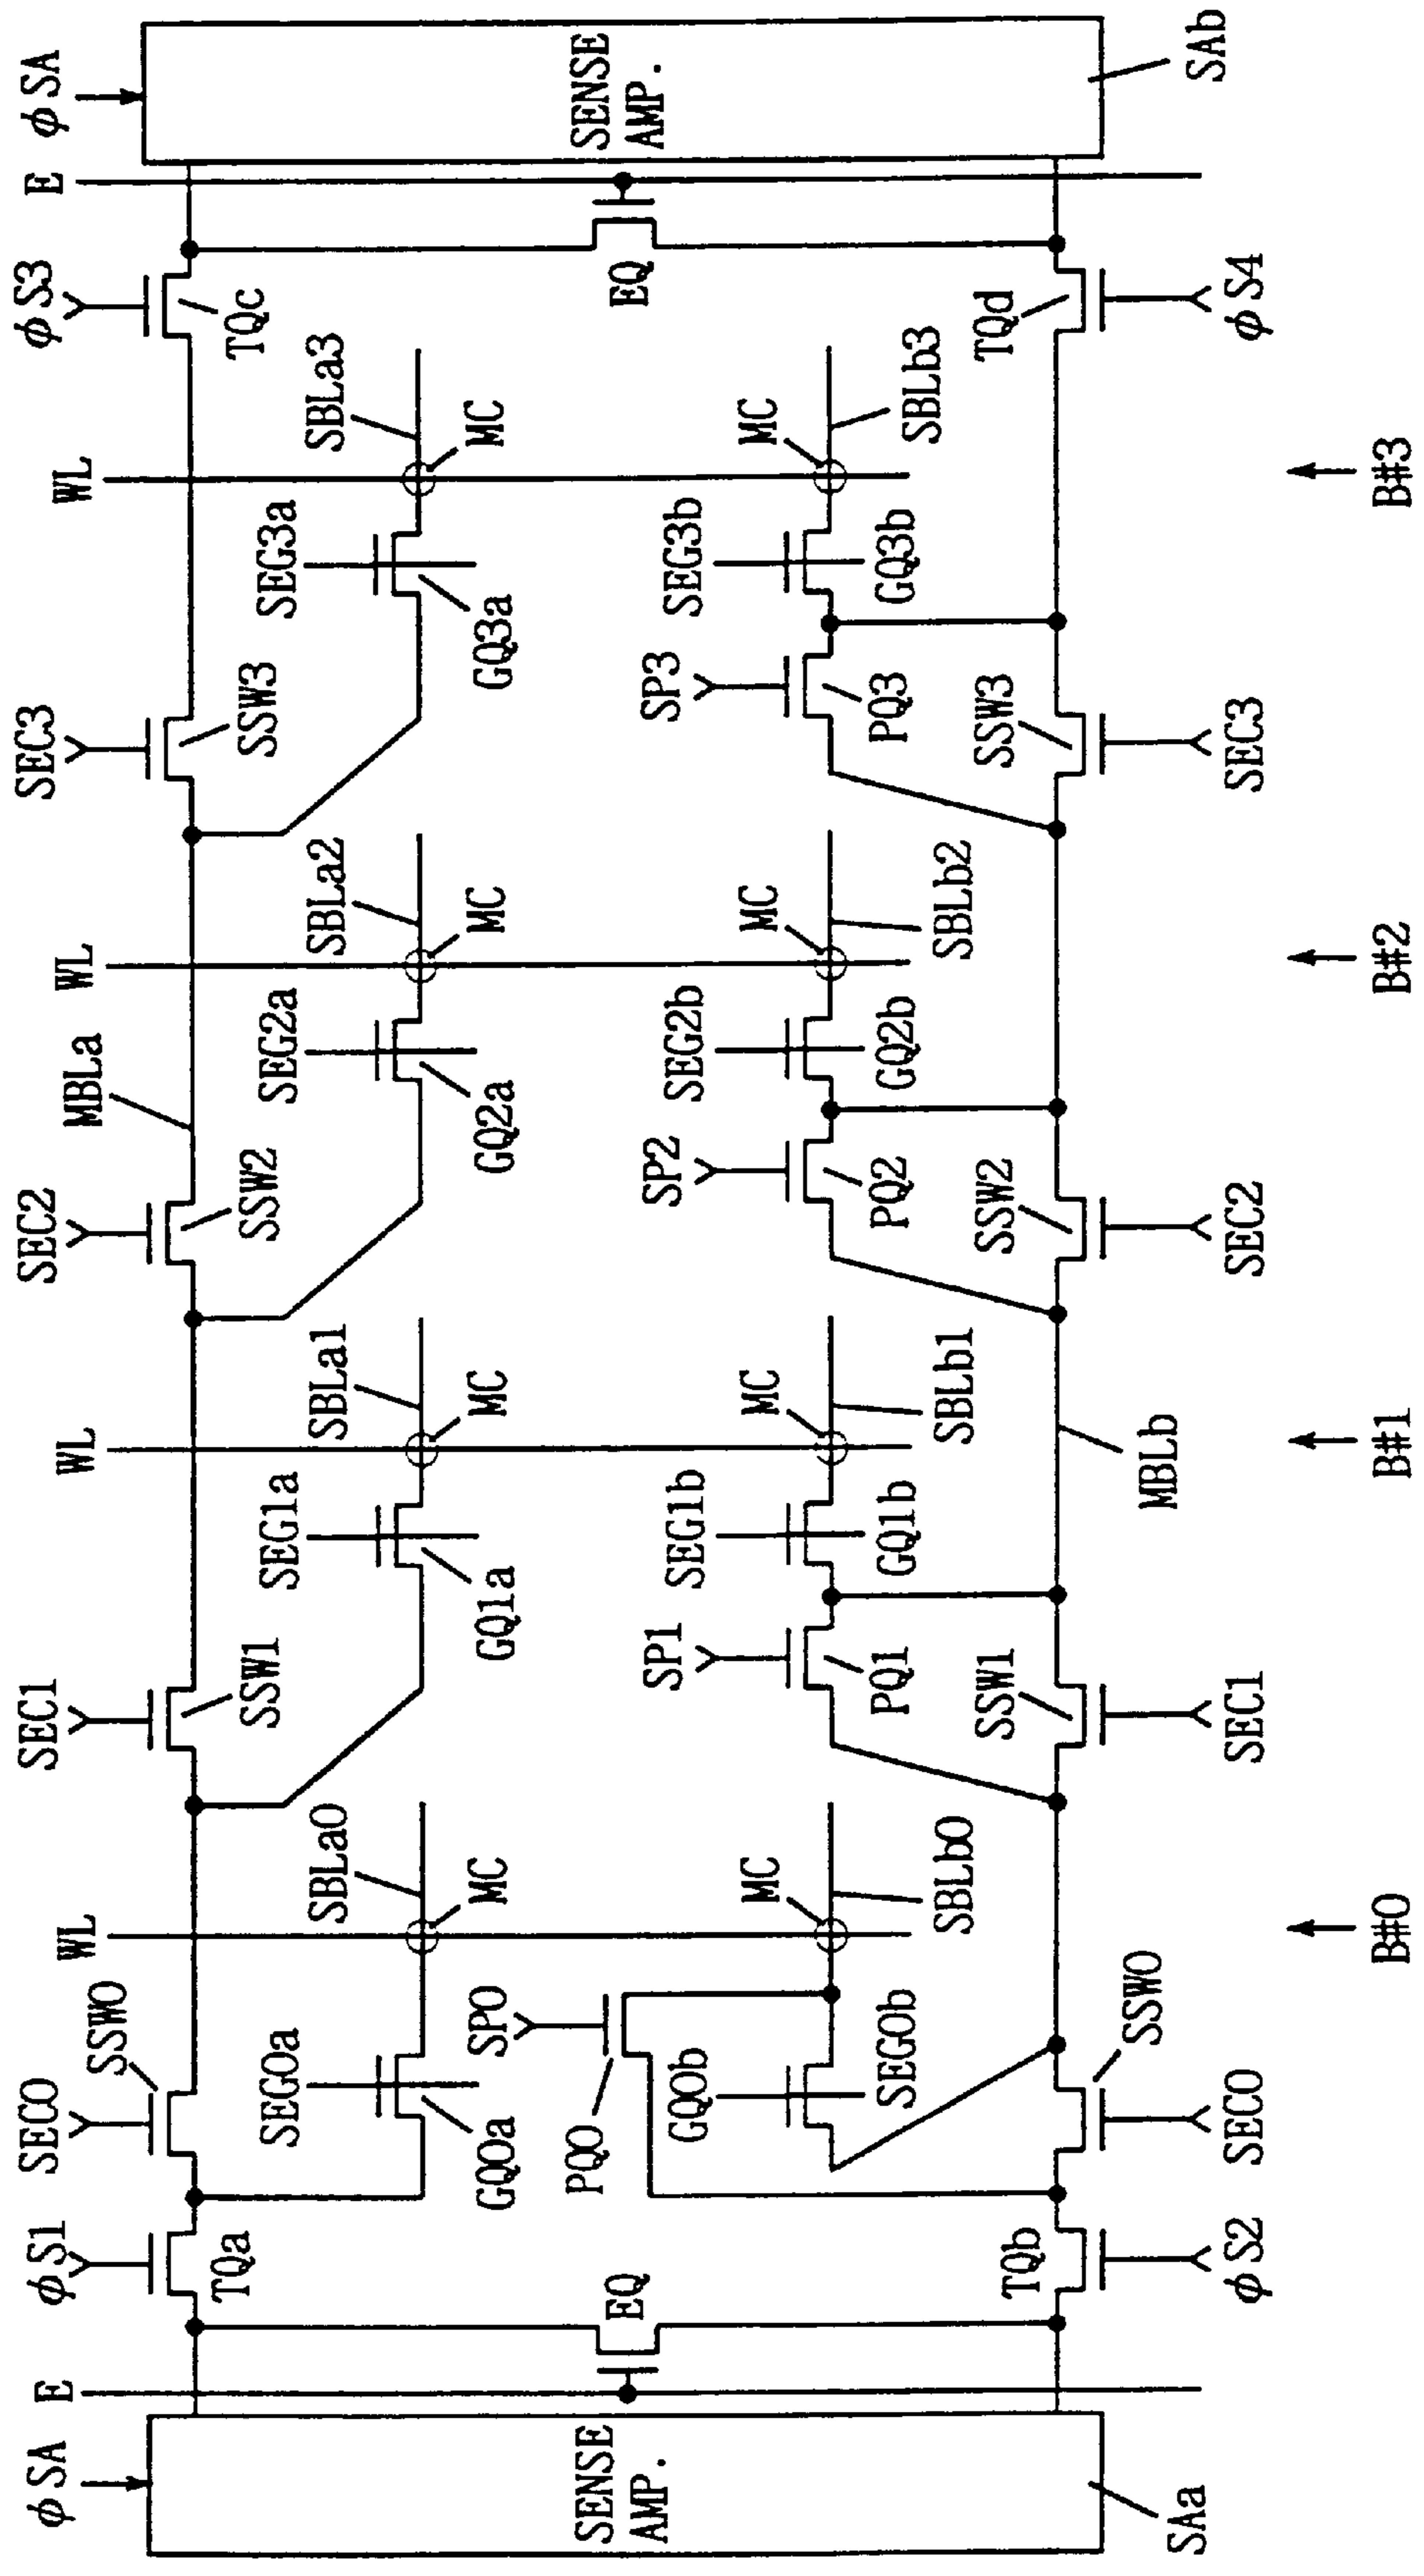 φSA
E
φS1
SEC0
SSW0
WL
SEC1
SSW1
WL
SEC2
SSW2
MBLa
WL
SEC3
SSW3
WL
φS3
E
φSA
TQa
SEG0a
SBLa0
SEG1a
SBLa1
SEG2a
SBLa2
SEG3a
SBLa3
TQc
GQ0a
MC
GQ1a
MC
GQ2a
MC
GQ3a
MC
SENSE
AMP.
EQ
PQ0
SP0
EQ
SENSE
AMP.
GQ0b
MC
SP1
SEG1b
MC
SP2
SEG2b
MC
SP3
SEG3b
MC
SEG0b
SBLb0
PQ1
GQ1b
SBLb1
PQ2
GQ2b
SBLb2
PQ3
GQ3b
SBLb3
TQb
SSW0
SSW1
MBLb
SSW2
SSW3
TQd
SAa
φS2
SEC0
SEC1
SEC2
SEC3
φS4
SAb
B#0
B#1
B#2
B#3